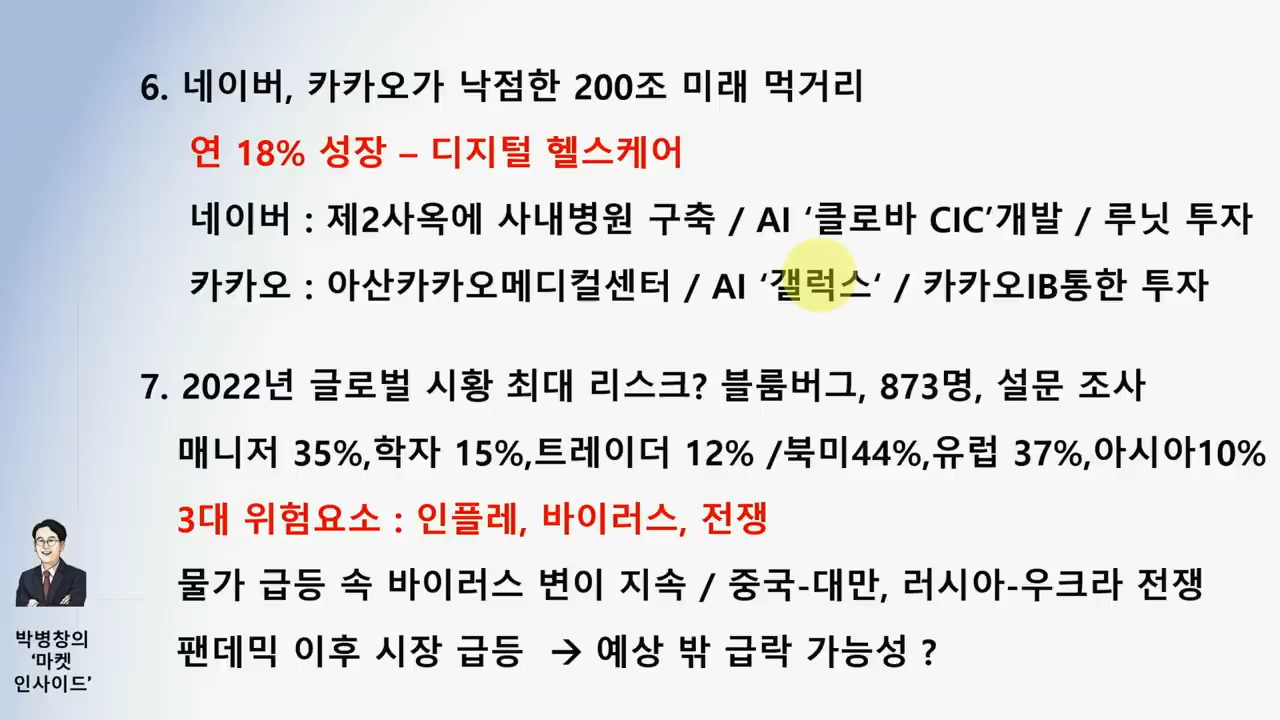 6. 네이버, 카카오가 낙점한 200조 미래 먹거리
연 18% 성장 – 디지털 헬스케어
네이버 : 제2사옥에 사내병원 구축 / AI ‘클로바 CIC’개발 / 루닛 투자
카카오 : 아산카카오메디컬센터 / AI ‘갤럭스‘ / 카카오IB통한 투자
7. 2022년 글로벌 시황 최대 리스크? 블룸버그, 873명, 설문 조사
매니저 35%,학자 15%,트레이더 12% /북미44%,유럽 37%,아시아10%
3대 위험요소 : 인플레, 바이러스, 전쟁
물가 급등 속 바이러스 변이 지속 / 중국-대만, 러시아-우크라 전쟁
팬데믹 이후 시장 급등 → 예상 밖 급락 가능성 ?
박병창의
‘마켓
인사이드’